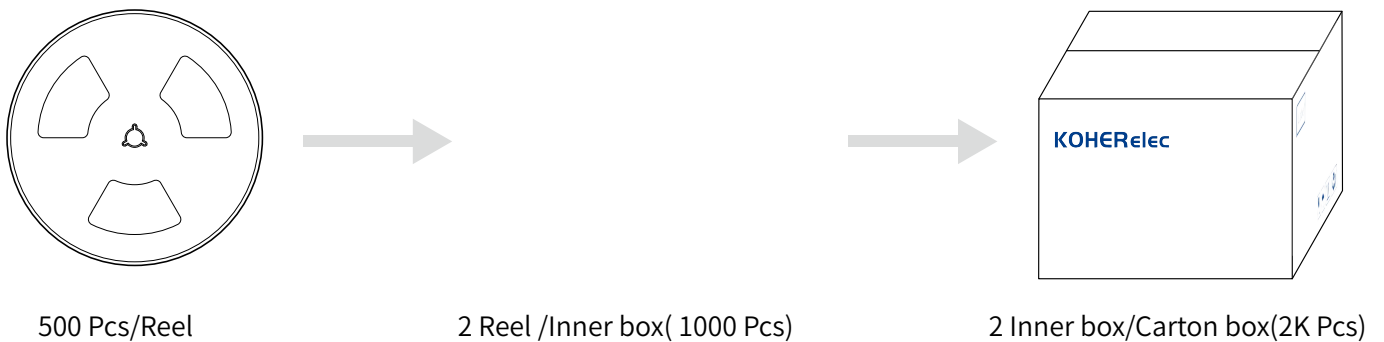 KOHERelec
500 Pcs/Reel
2 Reel /Inner box( 1000 Pcs)
2 Inner box/Carton box(2K Pcs)